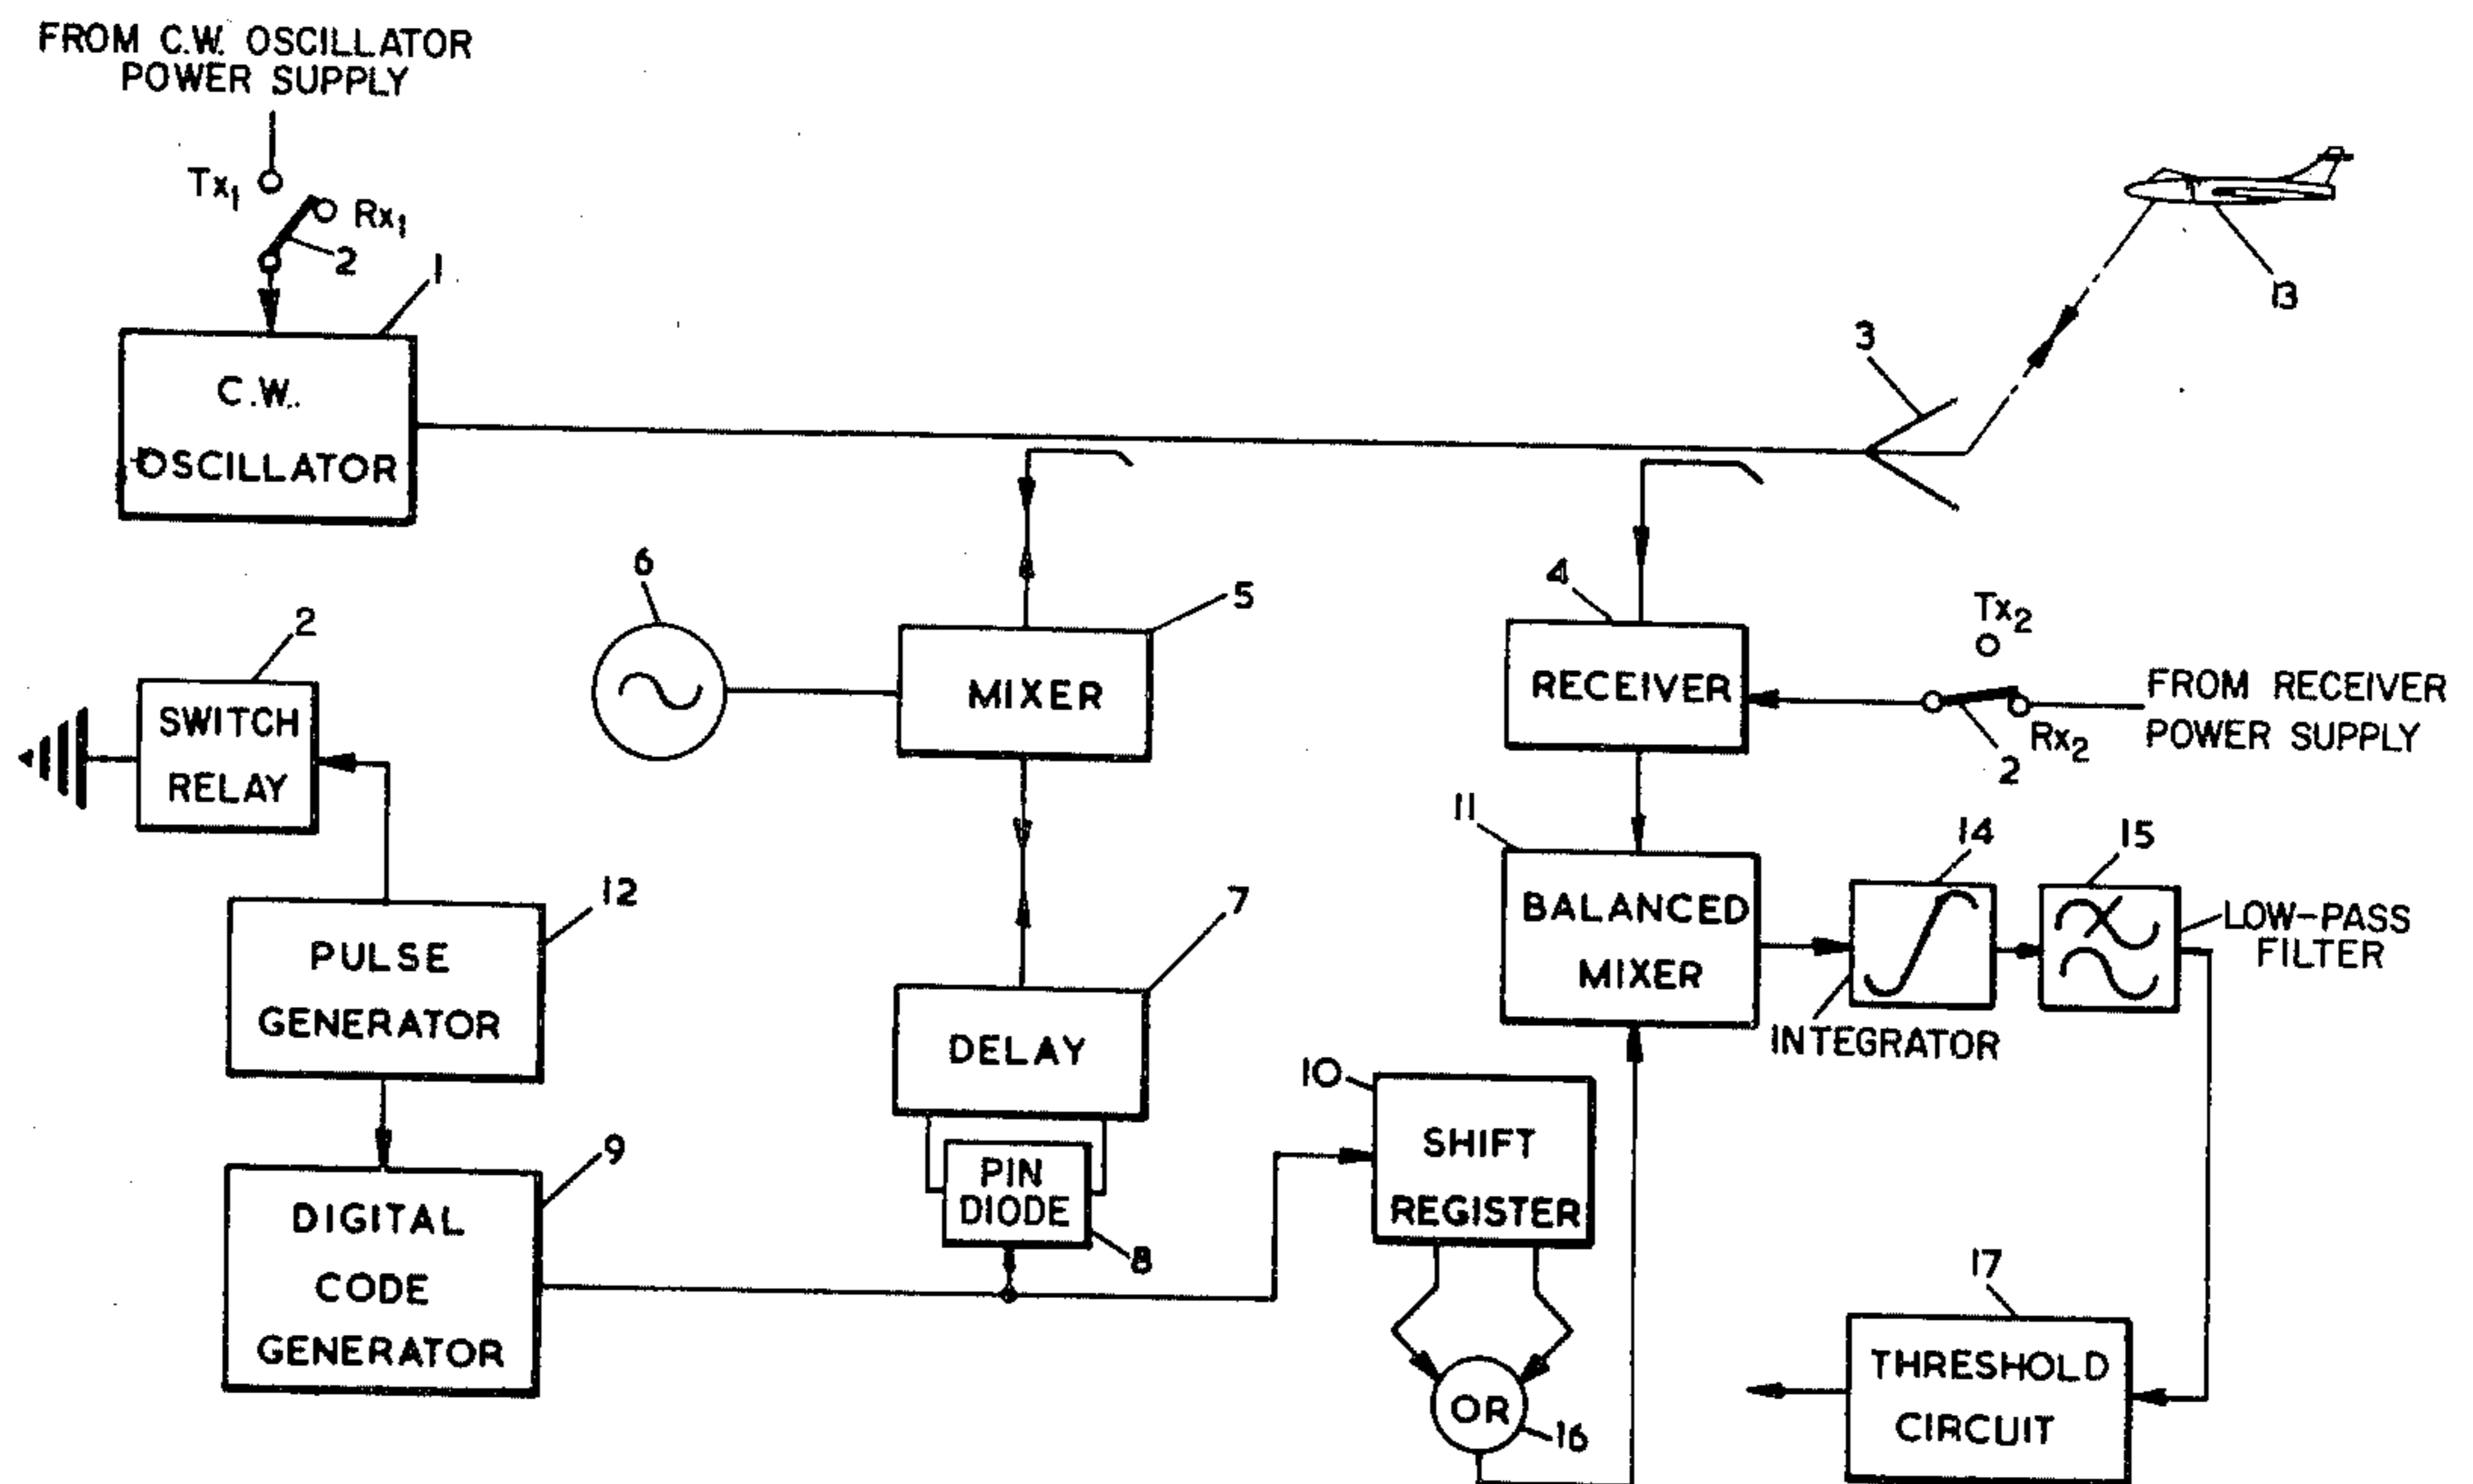 FROM C.W. OSCILLATOR
POWER SUPPLY
Tx1
Rx1
2
1
C.W.
OSCILLATOR
13
3
6
5
4
Tx2
2
SWITCH
RELAY
MIXER
RECEIVER
FROM RECEIVER
POWER SUPPLY
Rx2
2
11
14
15
12
7
PULSE
GENERATOR
BALANCED
MIXER
LOW-PASS
FILTER
INTEGRATOR
DELAY
10
9
SHIFT
REGISTER
PIN
DIODE
8
DIGITAL
CODE
GENERATOR
17
OR
16
THRESHOLD
CIRCUIT